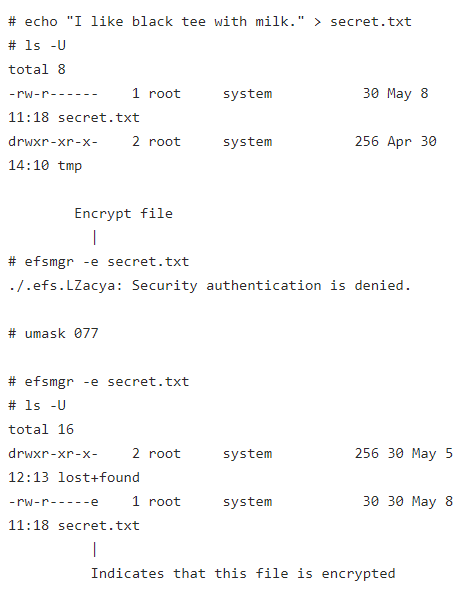 # echo "I like black tee with milk." > secret.txt
# ls -U
total 8
-rw-r------    1 root     system           30 May 8
11:18 secret.txt
drwxr-xr-x-    2 root     system          256 Apr 30
14:10 tmp
Encrypt file
|
# efsmgr -e secret.txt
./.efs.LZacya: Security authentication is denied.
# umask 077
# efsmgr -e secret.txt
# ls -U
total 16
drwxr-xr-x-    2 root     system          256 30 May 5
12:13 lost+found
-rw-r-----e    1 root     system           30 30 May 8
11:18 secret.txt
|
Indicates that this file is encrypted